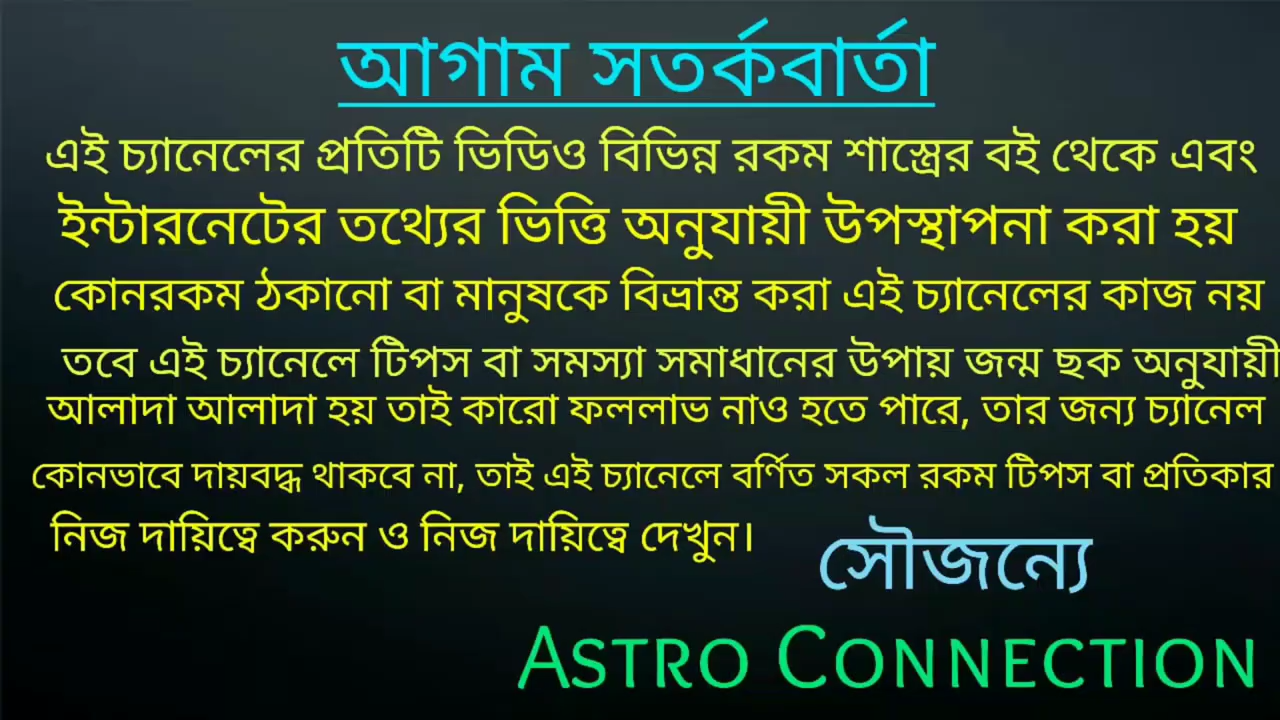 আগাম সতর্কবার্তা
এই চ্যানেলের প্রতিটি ভিডিও বিভিন্ন রকম শাস্ত্রের বই থেকে এবং
ইন্টারনেটের তথ্যের ভিত্তি অনুযায়ী উপস্থাপনা করা হয়
কোনরকম ঠকানো বা মানুষকে বিভ্রান্ত করা এই চ্যানেলের কাজ নয়
তবে এই চ্যানেলে টিপস বা সমস্যা সমাধানের উপায় জন্ম ছক অনুযায়ী
আলাদা আলাদা হয় তাই কারো ফললাভ নাও হতে পারে, তার জন্য চ্যানেল
কোনভাবে দায়বদ্ধ থাকবে না, তাই এই চ্যানেলে বর্ণিত সকল রকম টিপস বা প্রতিকার
নিজ দায়িত্বে করুন ও নিজ দায়িত্বে দেখুন।
সৌজন্যে
ASTRO CONNECTION